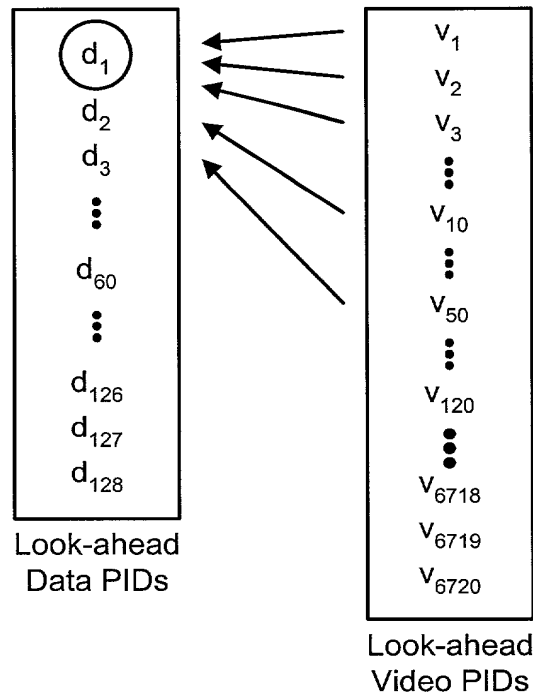 d₁
d₂
d₃
d₆₀
d₁₂₆
d₁₂₇
d₁₂₈
Look-ahead
Data PIDs
v₁
v₂
v₃
v₁₀
v₅₀
v₁₂₀
v₆₇₁₈
v₆₇₁₉
v₆₇₂₀
Look-ahead
Video PIDs